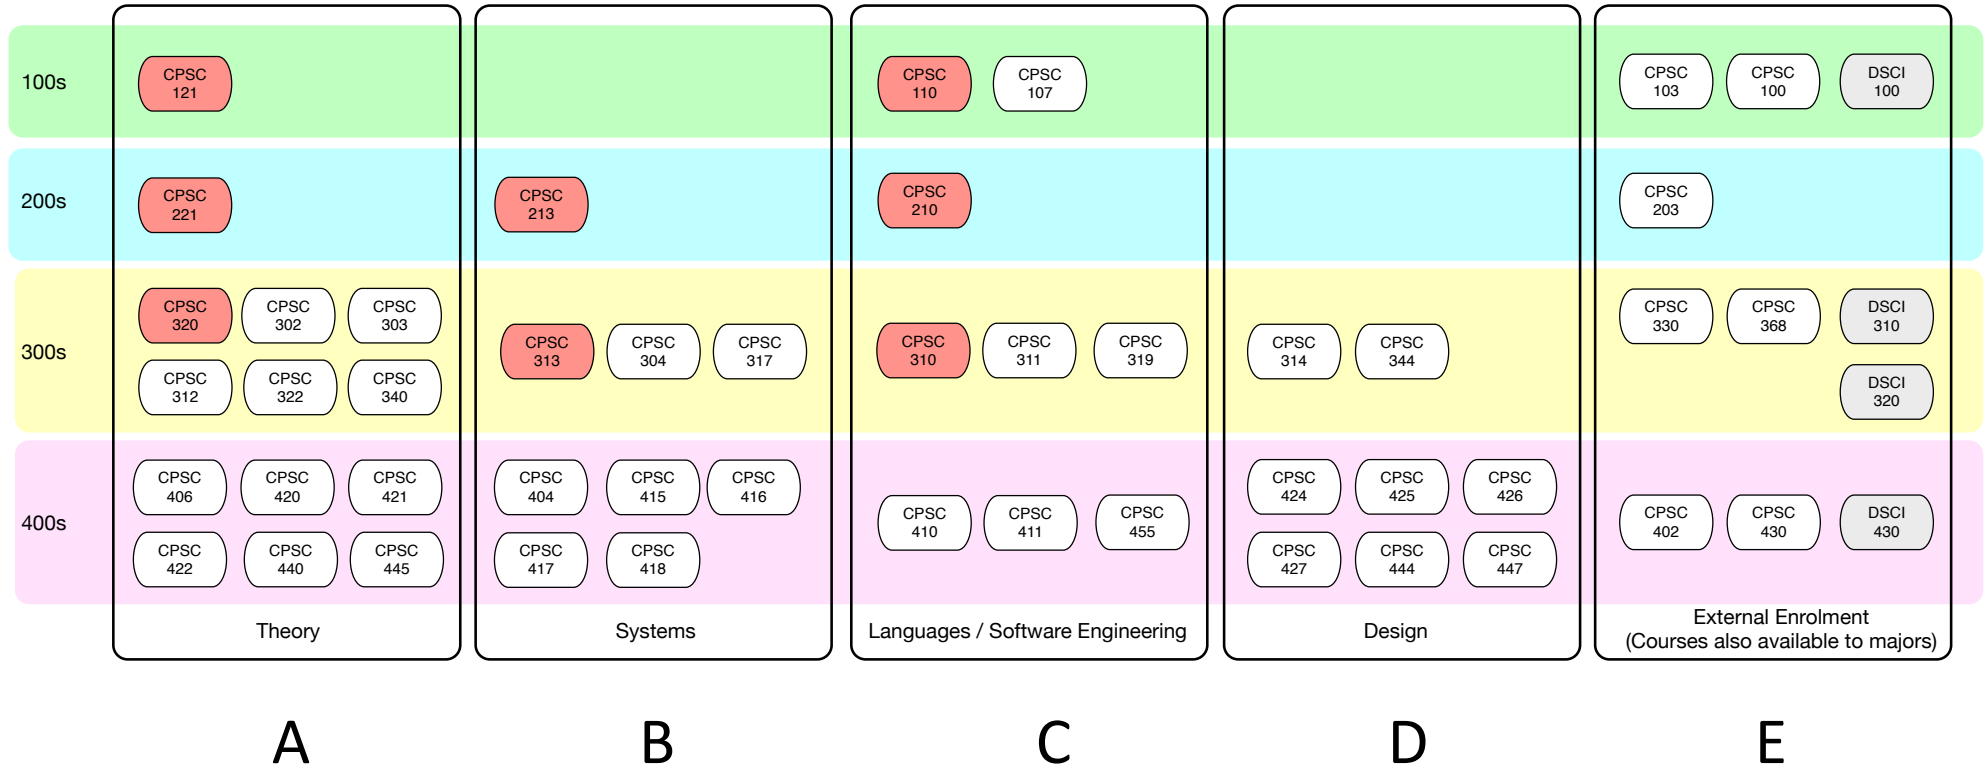 100s
CPSC
121
CPSC
110
CPSC
107
CPSC
103
CPSC
100
DSCI
100
200s
CPSC
221
CPSC
213
CPSC
210
CPSC
203
300s
CPSC
320
CPSC
302
CPSC
303
CPSC
312
CPSC
322
CPSC
340
CPSC
313
CPSC
304
CPSC
317
CPSC
310
CPSC
311
CPSC
319
CPSC
314
CPSC
344
CPSC
330
CPSC
368
DSCI
310
DSCI
320
400s
CPSC
406
CPSC
420
CPSC
421
CPSC
422
CPSC
440
CPSC
445
CPSC
404
CPSC
415
CPSC
416
CPSC
417
CPSC
418
CPSC
410
CPSC
411
CPSC
455
CPSC
424
CPSC
425
CPSC
426
CPSC
427
CPSC
444
CPSC
447
CPSC
402
CPSC
430
DSCI
430
Theory
Systems
Languages / Software Engineering
Design
External Enrolment
(Courses also available to majors)
A
B
C
D
E